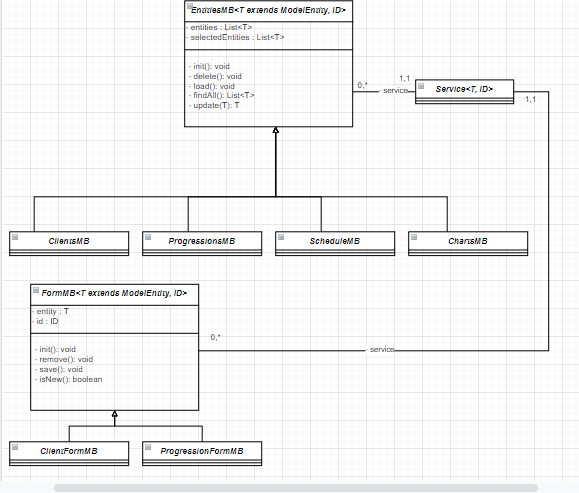 EntitiesMB<T extends ModelEntity, ID>
- entities : List<T>
- selectedEntities : List<T>
- init(): void
- delete(): void
- load(): void
- findAll(): List<T>
- update(T): T
0,*
- service
1,1
Service<T, ID>
1,1
ClientsMB
ProgressionsMB
ScheduleMB
ChartsMB
FormMB<T extends ModelEntity, ID>
- entity : T
- id : ID
- init(): void
- remove(): void
- save(): void
- isNew(): boolean
0,*
- service
ClientFormMB
ProgressionFormMB